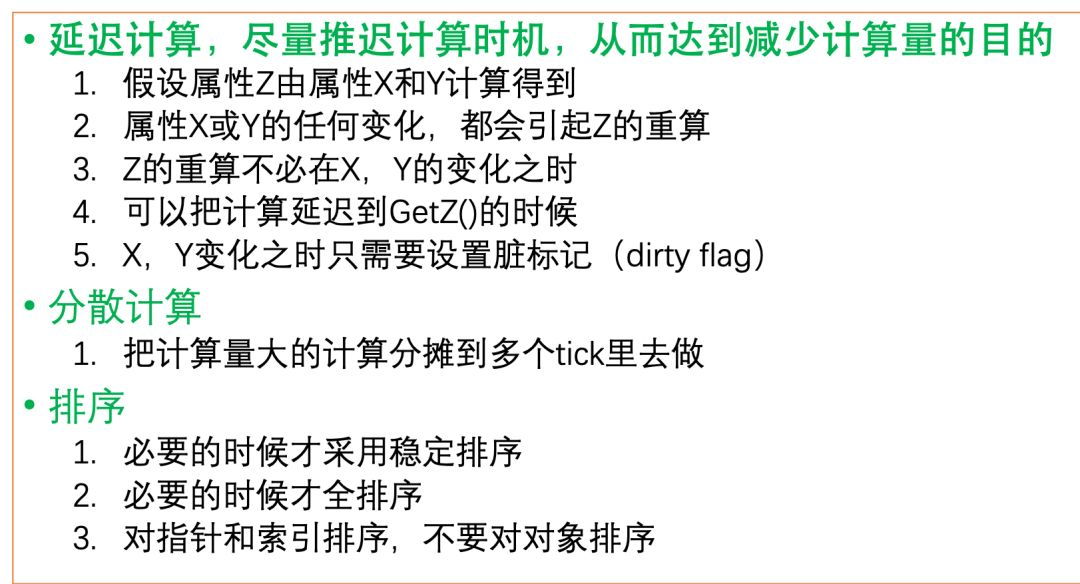 • 延迟计算，尽量推迟计算时机，从而达到减少计算量的目的
1. 假设属性Z由属性X和Y计算得到
2. 属性X或Y的任何变化，都会引起Z的重算
3. Z的重算不必在X，Y的变化之时
4. 可以把计算延迟到GetZ()的时候
5. X，Y变化之时只需要设置脏标记（dirty flag）
• 分散计算
1. 把计算量大的计算分摊到多个tick里去做
• 排序
1. 必要的时候才采用稳定排序
2. 必要的时候才全排序
3. 对指针和索引排序，不要对对象排序